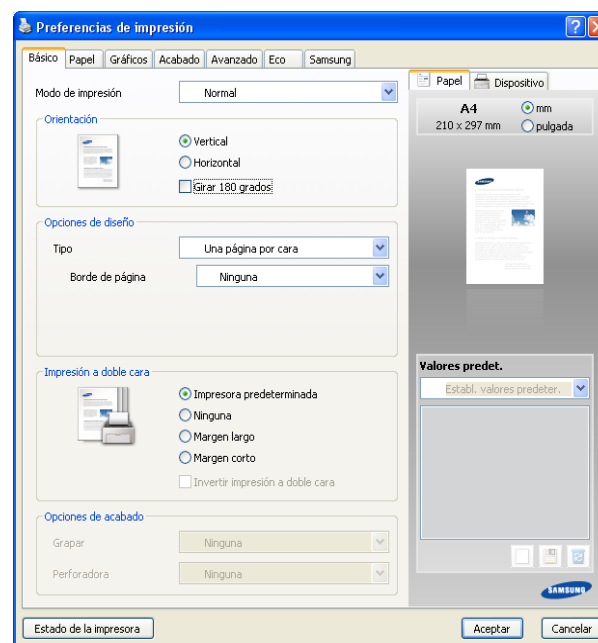 Preferencias de impresión
Básico Papel Gráficos Acabado Avanzado Eco Samsung
Modo de impresión Normal
Orientación
Vertical
Horizontal
Girar 180 grados
Opciones de diseño
Tipo Una página por cara
Borde de página Ninguna
Impresión a doble cara
Impresora predeterminada
Ninguna
Margen largo
Margen corto
Invertir impresión a doble cara
Opciones de acabado
Grapar Ninguna
Perforadora Ninguna
Papel Dispositivo
A4 mm
210 x 297 mm pulgada
Valores predet.
Establ. valores predeter.
SAMSUNG
Estado de la impresora Aceptar Cancelar